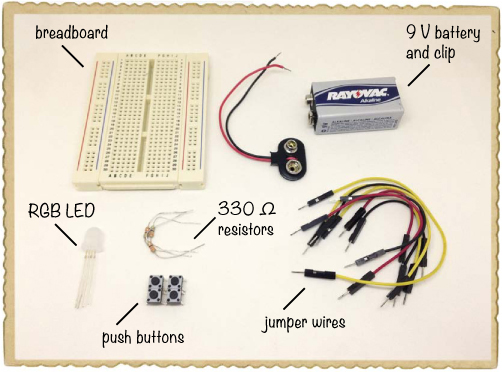 breadboard
9 V battery
and clip
RAYOVAC
Alkaline
RGB LED
330 Ω
resistors
push buttons
jumper wires